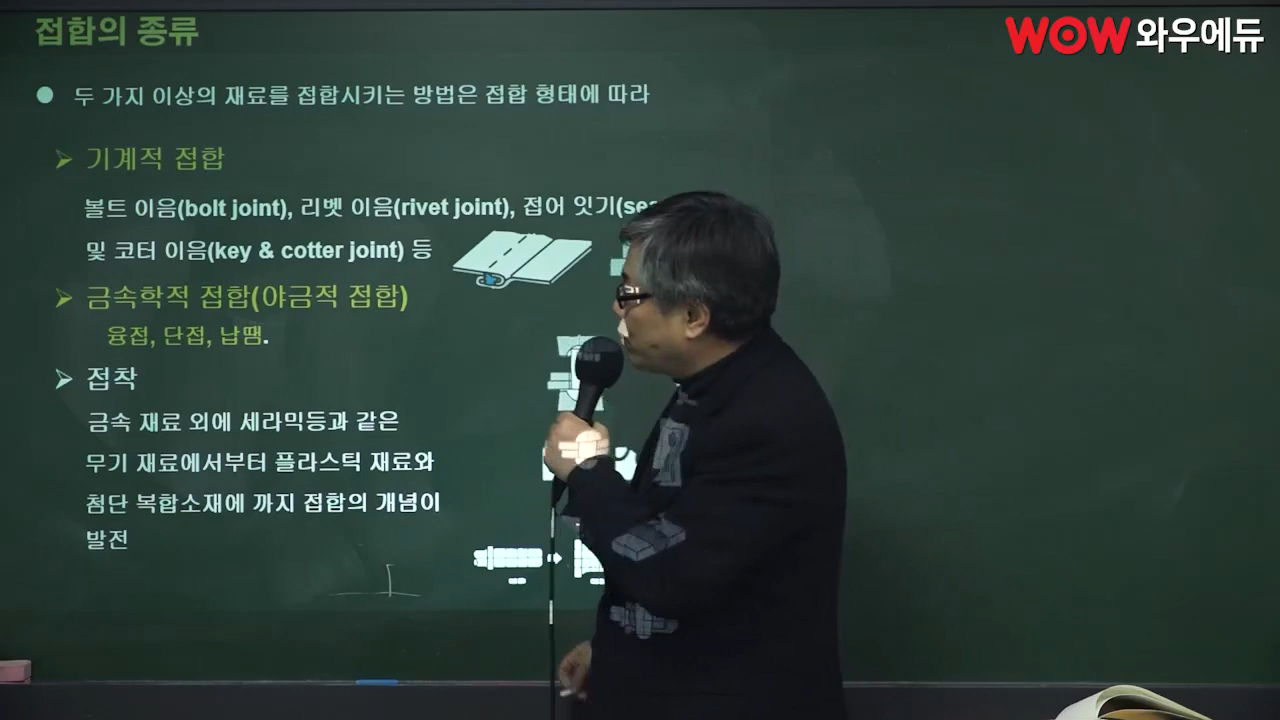 접합의 종류
WOW 와우에듀
● 두 가지 이상의 재료를 접합시키는 방법은 접합 형태에 따라
➢ 기계적 접합
볼트 이음(bolt joint), 리벳 이음(rivet joint), 접어 잇기
및 코터 이음(key & cotter joint) 등
➢ 금속학적 접합(야금적 접합)
융접, 단접, 납땜.
➢ 접착
금속 재료 외에 세라믹등과 같은
무기 재료에서부터 플라스틱 재료와
첨단 복합소재에 까지 접합의 개념이
발전